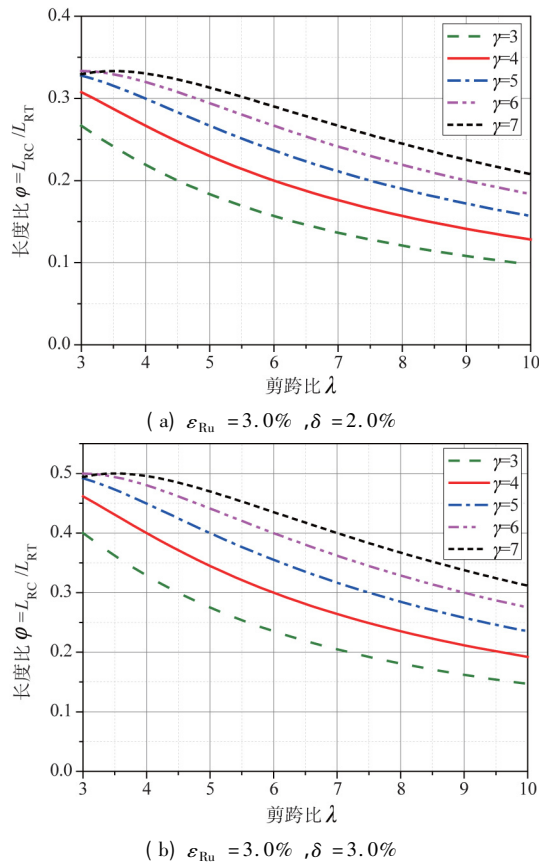 0.4
0.3
0.2
0.1
0.0
长度比 φ=L_RC /L_RT
γ=3
γ=4
γ=5
γ=6
γ=7
3 4 5 6 7 8 9 10
剪跨比 λ
( a) ε_Ru =3.0% ,δ =2.0%
0.5
0.4
0.3
0.2
0.1
0.0
长度比 φ=L_RC /L_RT
γ=3
γ=4
γ=5
γ=6
γ=7
3 4 5 6 7 8 9 10
剪跨比 λ
( b) ε_Ru =3.0% ,δ =3.0%